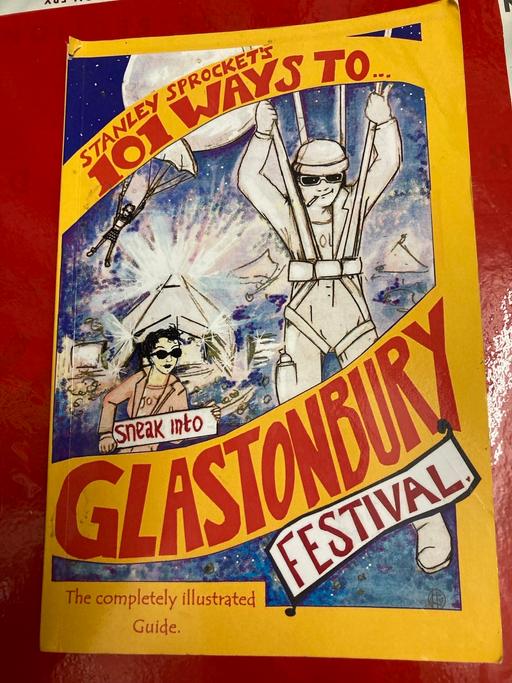 STANLEY SPROCKET'S
101 WAYS TO...
Sneak into
GLASTONBURY
FESTIVAL.
The completely illustrated
Guide.